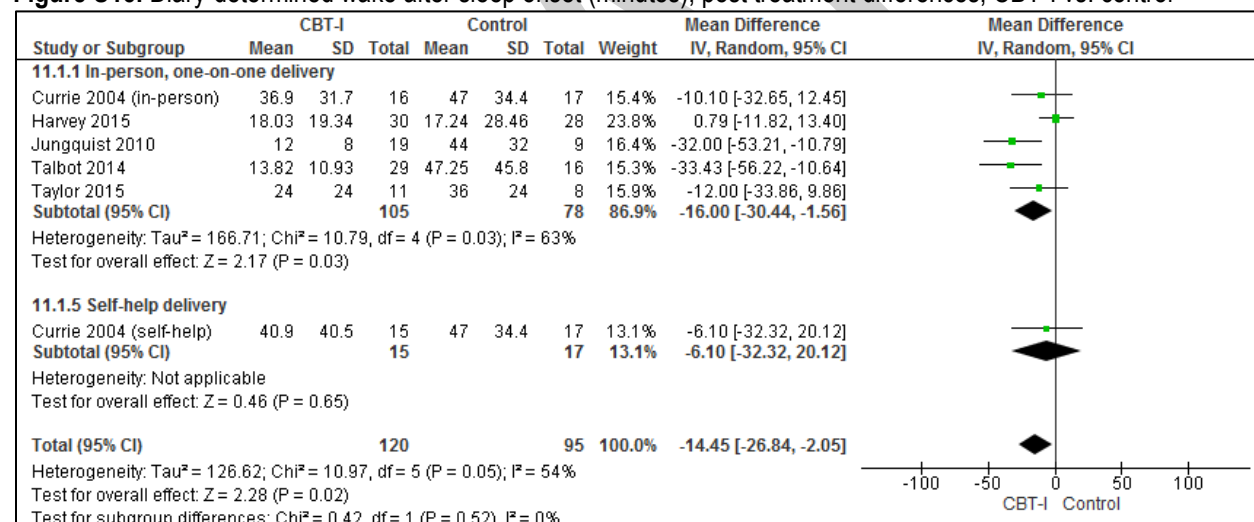 Figure S16. Diary-determined wake after sleep onset (minutes), post treatment differences, CBT-I vs. control
CBT-I Control Mean Difference Mean Difference
Study or Subgroup Mean SD Total Mean SD Total Weight IV, Random, 95% CI IV, Random, 95% CI
11.1.1 In-person, one-on-one delivery
Currie 2004 (in-person) 36.9 31.7 16 47 34.4 17 15.4% -10.10 [-32.65, 12.45]
Harvey 2015 18.03 19.34 30 17.24 28.46 28 23.8% 0.79 [-11.82, 13.40]
Jungquist 2010 12 8 19 44 32 9 16.4% -32.00 [-53.21, -10.79]
Talbot 2014 13.82 10.93 29 47.25 45.8 16 15.3% -33.43 [-56.22, -10.64]
Taylor 2015 24 24 11 36 24 8 15.9% -12.00 [-33.86, 9.86]
Subtotal (95% CI) 105 78 86.9% -16.00 [-30.44, -1.56]
Heterogeneity: Tau² = 166.71; Chi² = 10.79, df = 4 (P = 0.03); I² = 63%
Test for overall effect: Z = 2.17 (P = 0.03)
11.1.5 Self-help delivery
Currie 2004 (self-help) 40.9 40.5 15 47 34.4 17 13.1% -6.10 [-32.32, 20.12]
Subtotal (95% CI) 15 17 13.1% -6.10 [-32.32, 20.12]
Heterogeneity: Not applicable
Test for overall effect: Z = 0.46 (P = 0.65)
Total (95% CI) 120 95 100.0% -14.45 [-26.84, -2.05]
Heterogeneity: Tau² = 126.62; Chi² = 10.97, df = 5 (P = 0.05); I² = 54%
Test for overall effect: Z = 2.28 (P = 0.02)
Test for subgroup differences: Chi² = 0.42, df = 1 (P = 0.52), I² = 0%
-100 -50 0 50 100
CBT-I Control